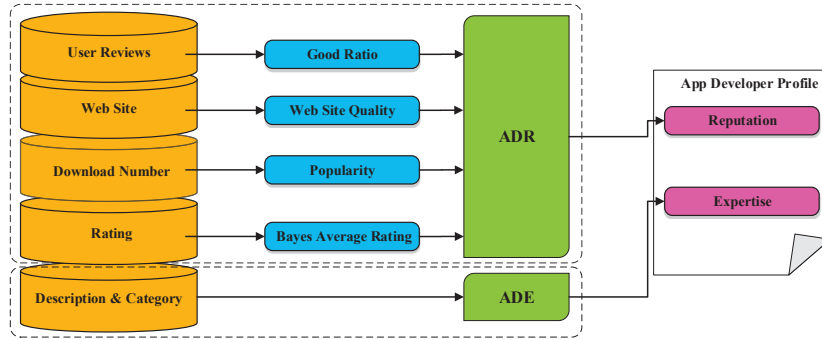 User Reviews
Good Ratio
App Developer Profile
Web Site
Web Site Quality
Reputation
ADR
Download Number
Popularity
Expertise
Rating
Bayes Average Rating
Description & Category
ADE